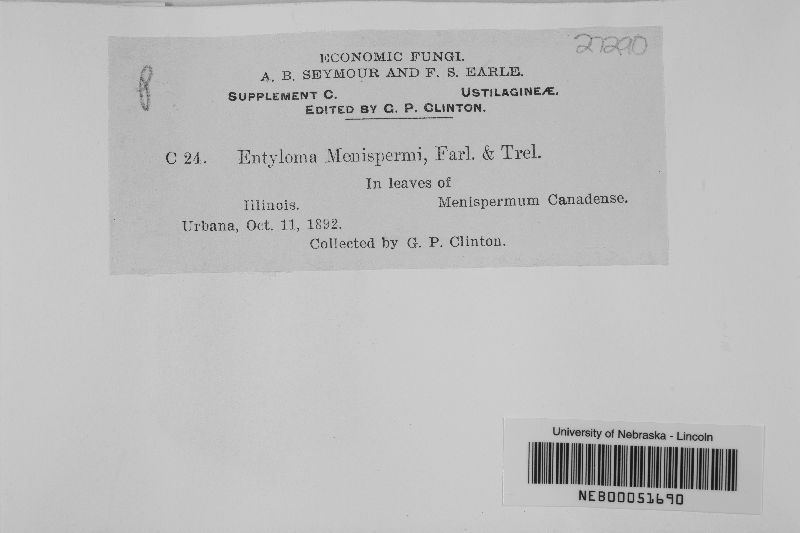 27290
ECONOMIC FUNGI.
A. B. SEYMOUR AND F. S. EARLE.
SUPPLEMENT C. USTILAGINEÆ.
EDITED BY G. P. CLINTON.
C 24. Entyloma Menispermi, Farl. & Trel.
In leaves of
Illinois. Menispermum Canadense.
Urbana, Oct. 11, 1892.
Collected by G. P. Clinton.
University of Nebraska - Lincoln
NEB00051690